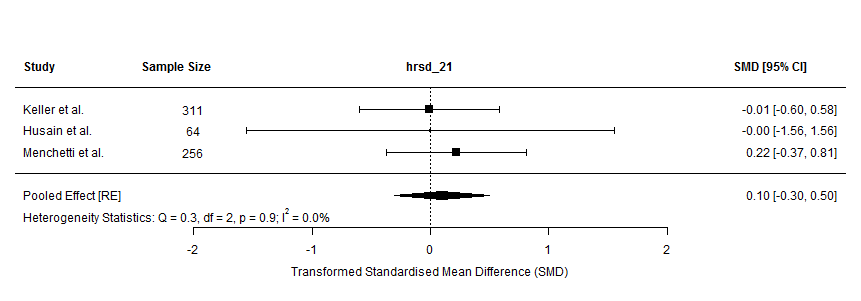 Study Sample Size hrsd_21 SMD [95% CI]
Keller et al. 311 -0.01 [-0.60, 0.58]
Husain et al. 64 -0.00 [-1.56, 1.56]
Menchetti et al. 256 0.22 [-0.37, 0.81]
Pooled Effect [RE] 0.10 [-0.30, 0.50]
Heterogeneity Statistics: Q = 0.3, df = 2, p = 0.9; I² = 0.0%
-2 -1 0 1 2
Transformed Standardised Mean Difference (SMD)